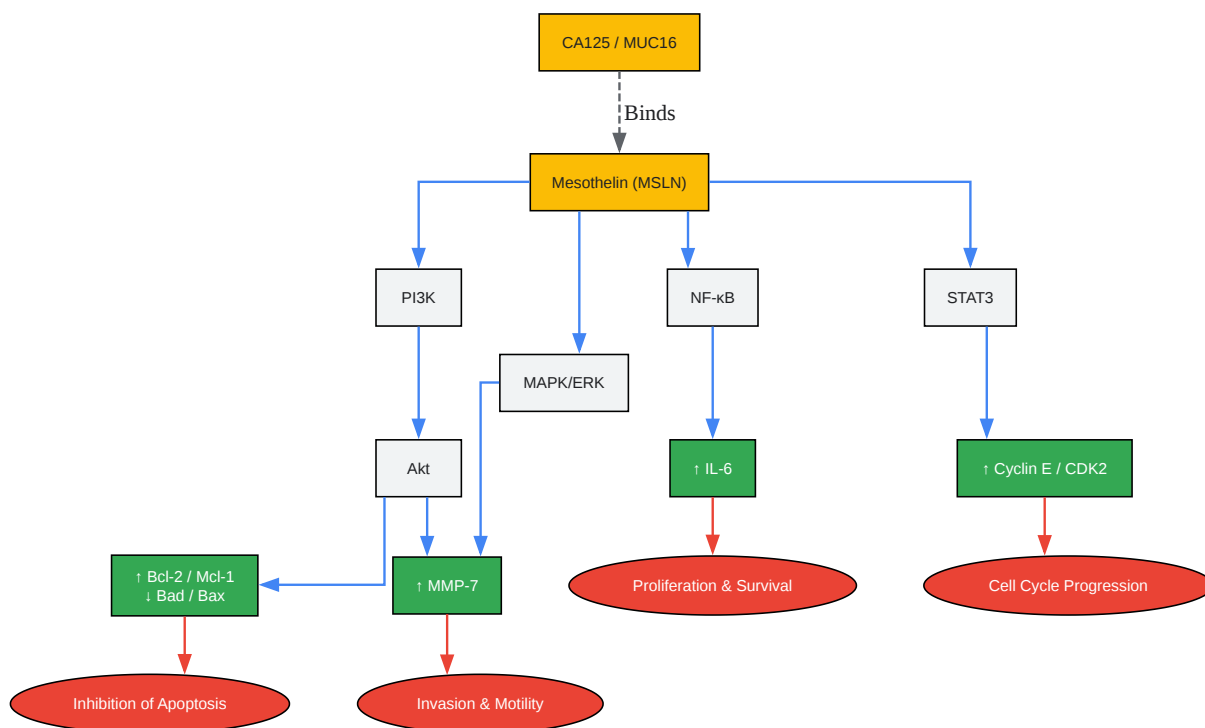 CA125 / MUC16
Binds
Mesothelin (MSLN)
PI3K
NF-κB
STAT3
MAPK/ERK
Akt
↑ IL-6
↑ Cyclin E / CDK2
↑ Bcl-2 / Mcl-1
↓ Bad / Bax
↑ MMP-7
Proliferation & Survival
Cell Cycle Progression
Inhibition of Apoptosis
Invasion & Motility